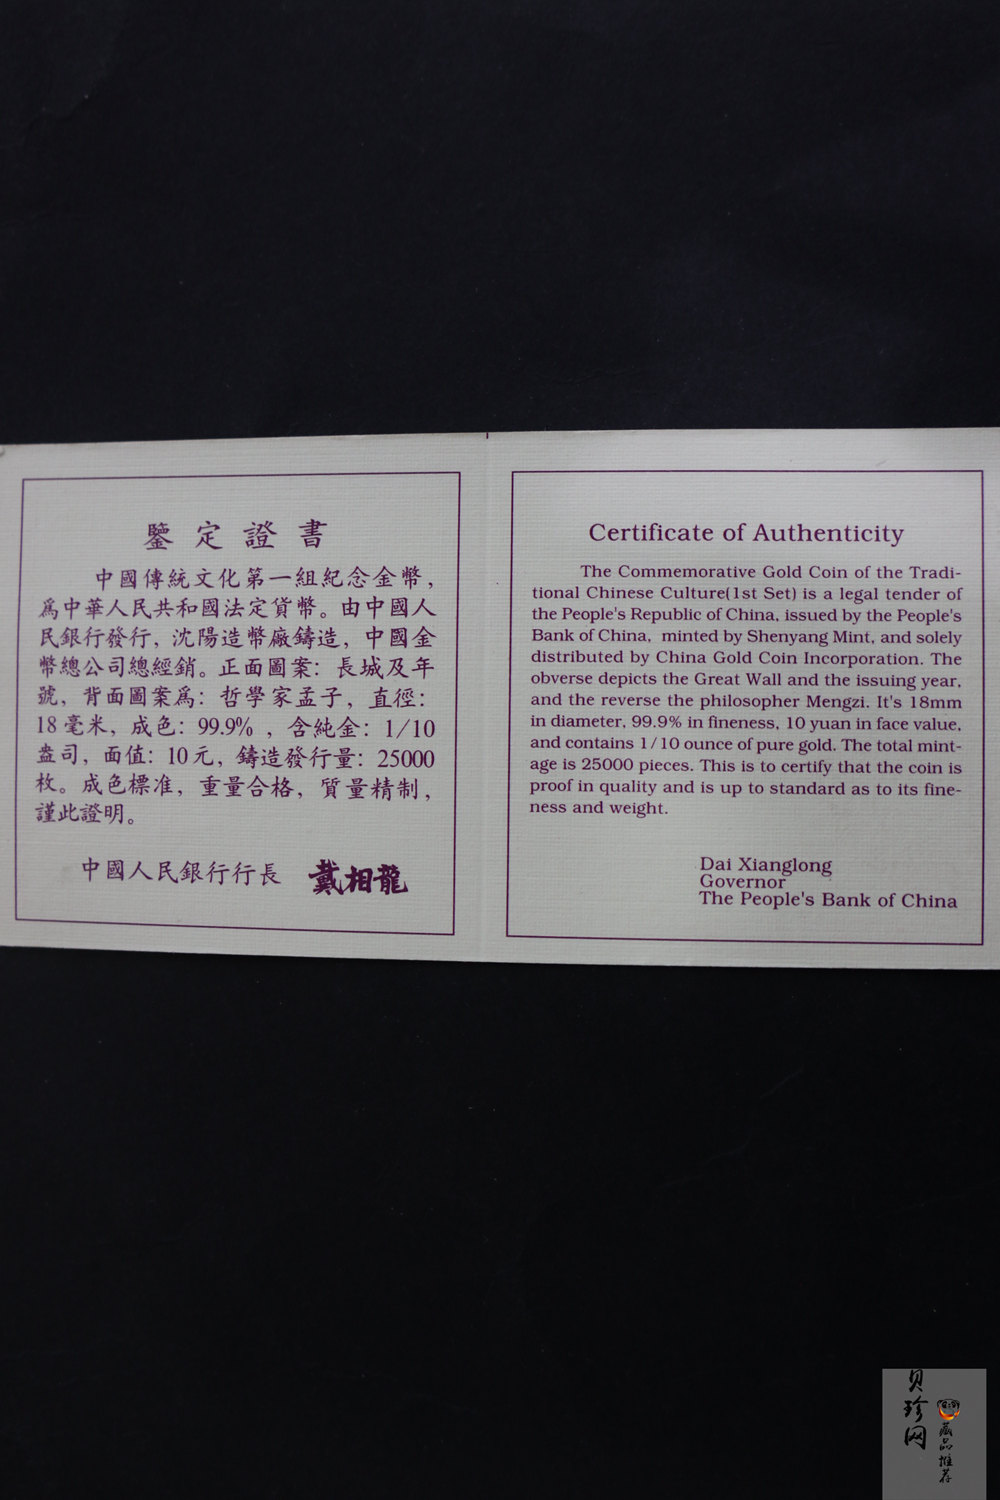 鑒定證書
中國傳統文化第一組紀念金幣，
爲中華人民共和國法定貨幣。由中國人
民銀行發行，沈陽造幣廠鑄造，中國金
幣總公司總經銷。正面圖案：長城及年
號，背面圖案爲：哲學家孟子，直徑：
18毫米，成色：99.9%，含純金：1/10
盎司，面值：10元，鑄造發行量：25000
枚。成色標准，重量合格，質量精制，
謹此證明。
中國人民銀行行長 戴相龍
Certificate of Authenticity
The Commemorative Gold Coin of the Tradi-
tional Chinese Culture(1st Set) is a legal tender of
the People's Republic of China, issued by the People's
Bank of China, minted by Shenyang Mint, and solely
distributed by China Gold Coin Incorporation. The
obverse depicts the Great Wall and the issuing year,
and the reverse the philosopher Mengzi. It's 18mm
in diameter, 99.9% in fineness, 10 yuan in face value,
and contains 1/10 ounce of pure gold. The total mint-
age is 25000 pieces. This is to certify that the coin is
proof in quality and is up to standard as to its fine-
ness and weight.
Dai Xianglong
Governor
The People's Bank of China
贝珍网
藏品推荐